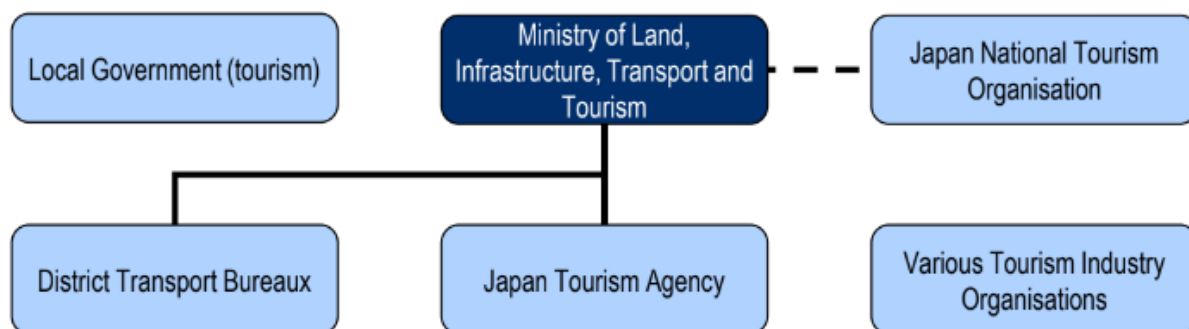 Local Government (tourism)
Ministry of Land,
Infrastructure, Transport and
Tourism
Japan National Tourism
Organisation
District Transport Bureaux
Japan Tourism Agency
Various Tourism Industry
Organisations